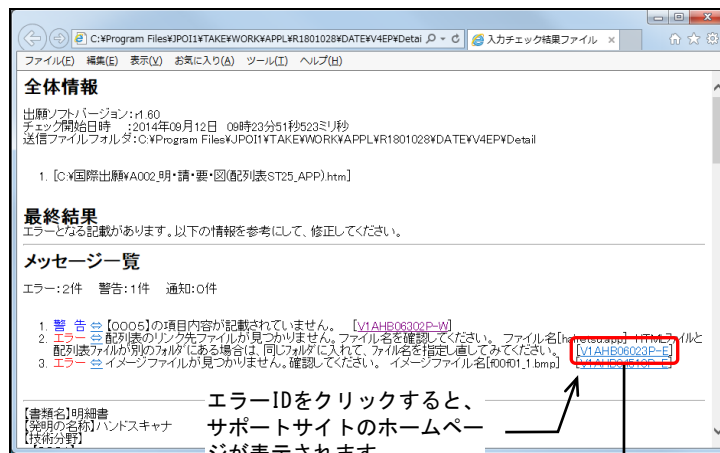 C:¥Program Files¥JPOI1¥TAKE¥WORK¥APPL¥R1801028¥DATE¥V4EP¥Detai
入力チェック結果ファイル ×
ファイル(F) 編集(E) 表示(V) お気に入り(A) ツール(T) ヘルプ(H)
全体情報
出願ソフトバージョン:r1.60
チェック開始日時 :2014年09月12日 09時23分51秒523ミリ秒
送信ファイルフォルダ:C:¥Program Files¥JPOI1¥TAKE¥WORK¥APPL¥R1801028¥DATE¥V4EP¥Detail
1. [C:¥国際出願¥A002_明・請・要・図(配列表ST25_APP).htm]
最終結果
エラーとなる記載があります。以下の情報を参考にして、修正してください。
メッセージ一覧
エラー:2件 警告:1件 通知:0件
1. 警 告 ⇔ 【0005】の項目内容が記載されていません。 [V1AHB06302P-W]
2. エラー ⇔ 配列表のリンク先ファイルが見つかりません。ファイル名を確認してください。 ファイル名[hairetsu.app] HTMLファイルと
配列表ファイルが別のフォルダにある場合は、同じフォルダに入れて、ファイル名を指定し直してみてください。 [V1AHB06023P-E]
3. エラー ⇔ イメージファイルが見つかりません。確認してください。 イメージファイル名[f00f01_1.bmp] [V1AHB04513P-E]
【書類名】明細書
【発明の名称】ハンドスキャナ
【技術分野】
エラーIDをクリックすると、
サポートサイトのホームペー
ジが表示されます